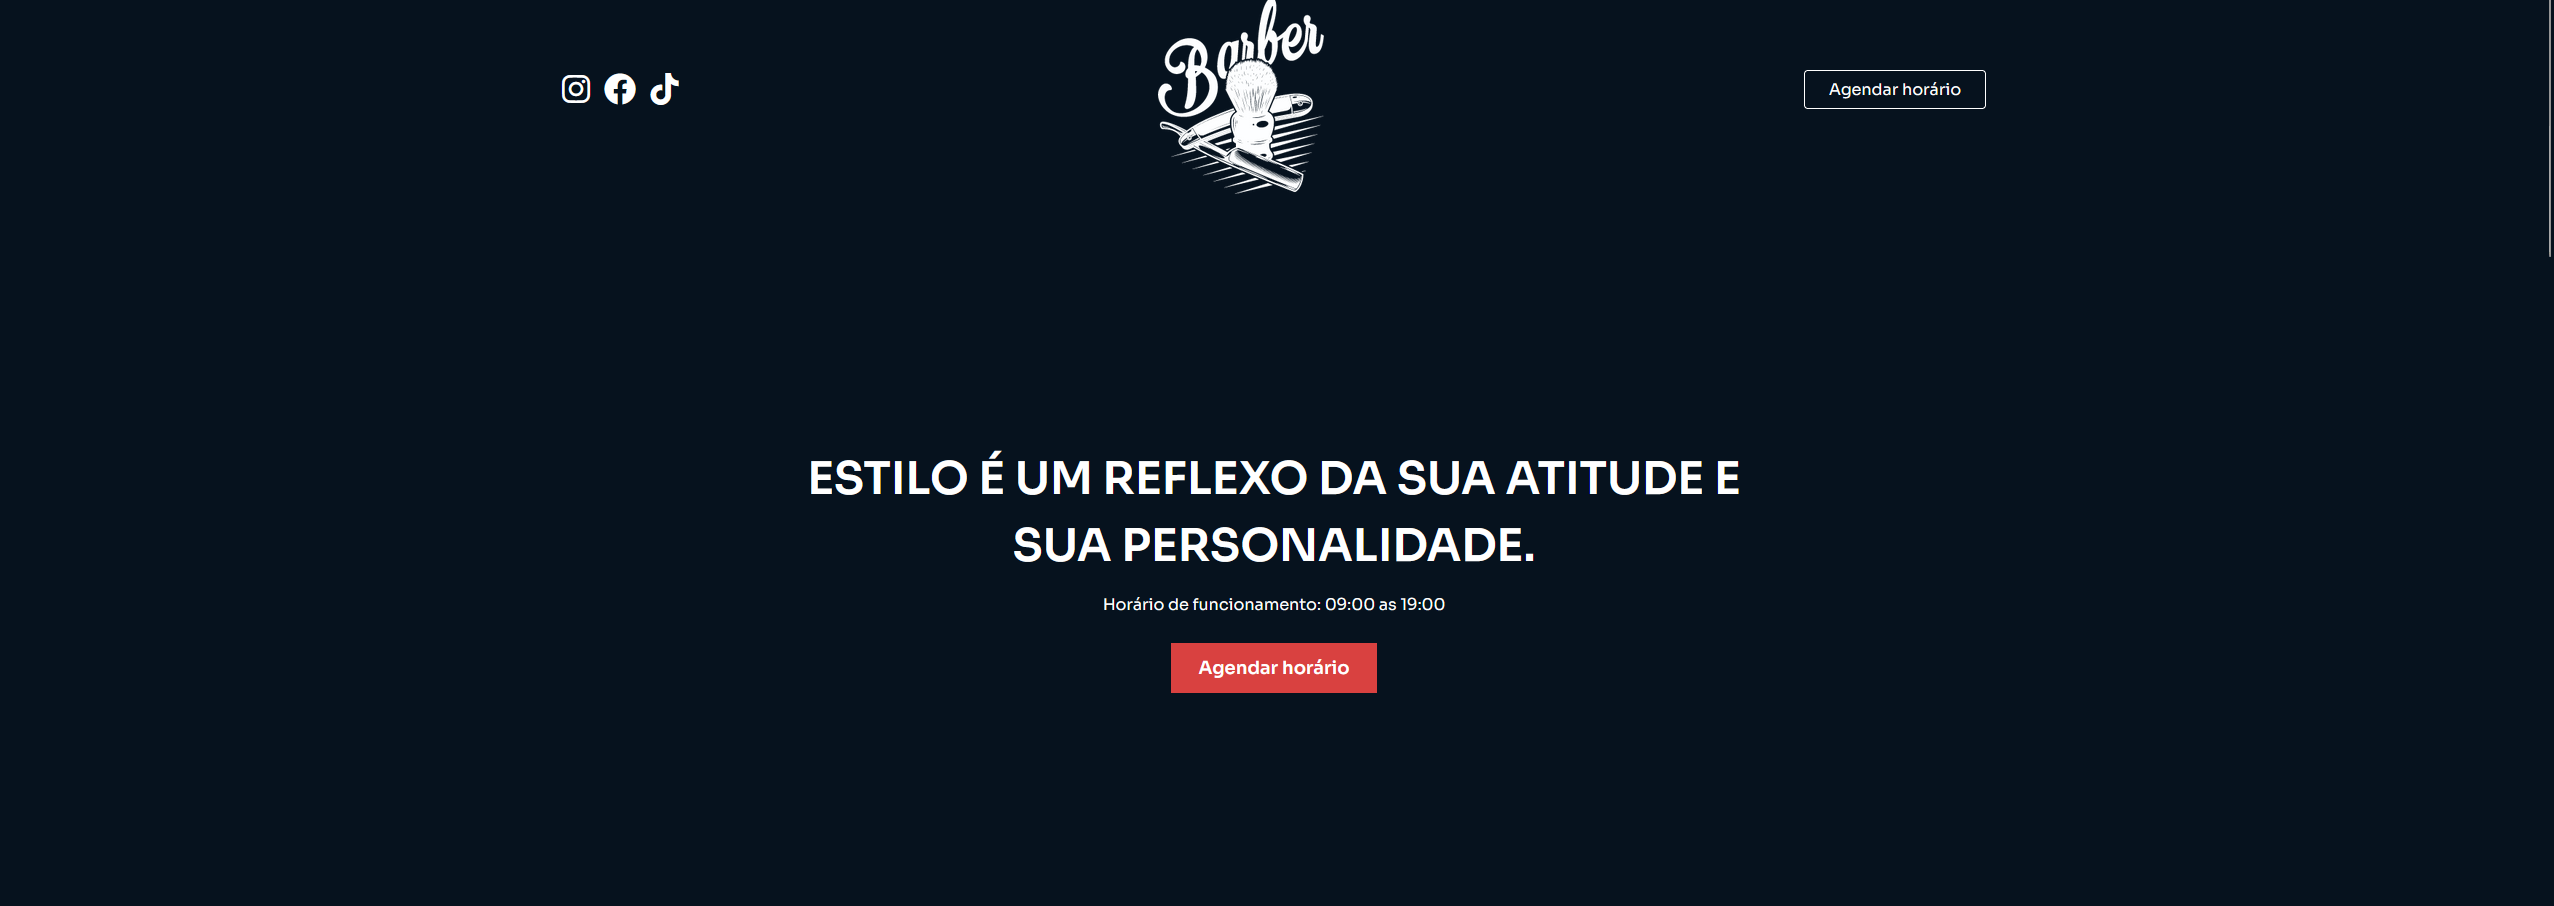 Barber
Agendar horário
ESTILO É UM REFLEXO DA SUA ATITUDE E
SUA PERSONALIDADE.
Horário de funcionamento: 09:00 as 19:00
Agendar horário